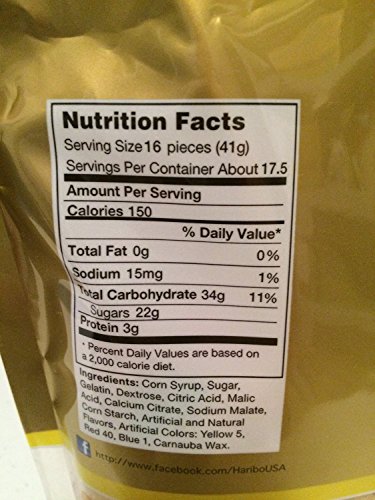 Nutrition Facts
Serving Size 16 pieces (41g)
Servings Per Container About 17.5
Amount Per Serving
Calories 150
% Daily Value*
Total Fat 0g 0%
Sodium 15mg 1%
Total Carbohydrate 34g 11%
Sugars 22g
Protein 3g
* Percent Daily Values are based on
a 2,000 calorie diet.
Ingredients: Corn Syrup, Sugar,
Gelatin, Dextrose, Citric Acid, Malic
Acid, Calcium Citrate, Sodium Malate,
Corn Starch, Artificial and Natural
Flavors, Artificial Colors: Yellow 5,
Red 40, Blue 1, Carnauba Wax.
f http://www.facebook.com/HariboUSA